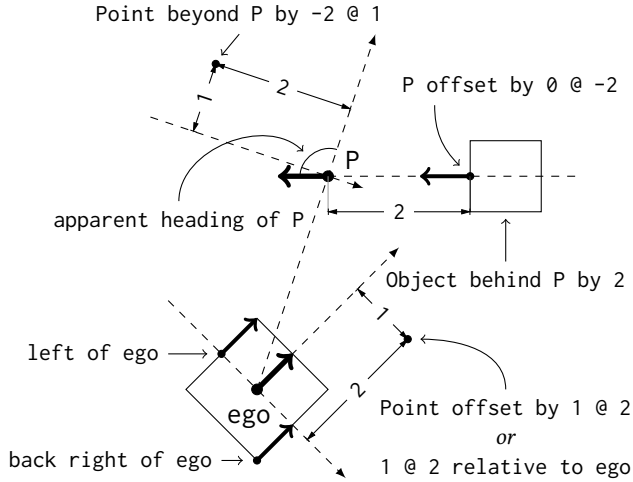 Point beyond P by -2 @ 1
2
1
P offset by 0 @ -2
P
apparent heading of P
2
Object behind P by 2
1
left of ego
2
ego
Point offset by 1 @ 2
or
back right of ego
1 @ 2 relative to ego